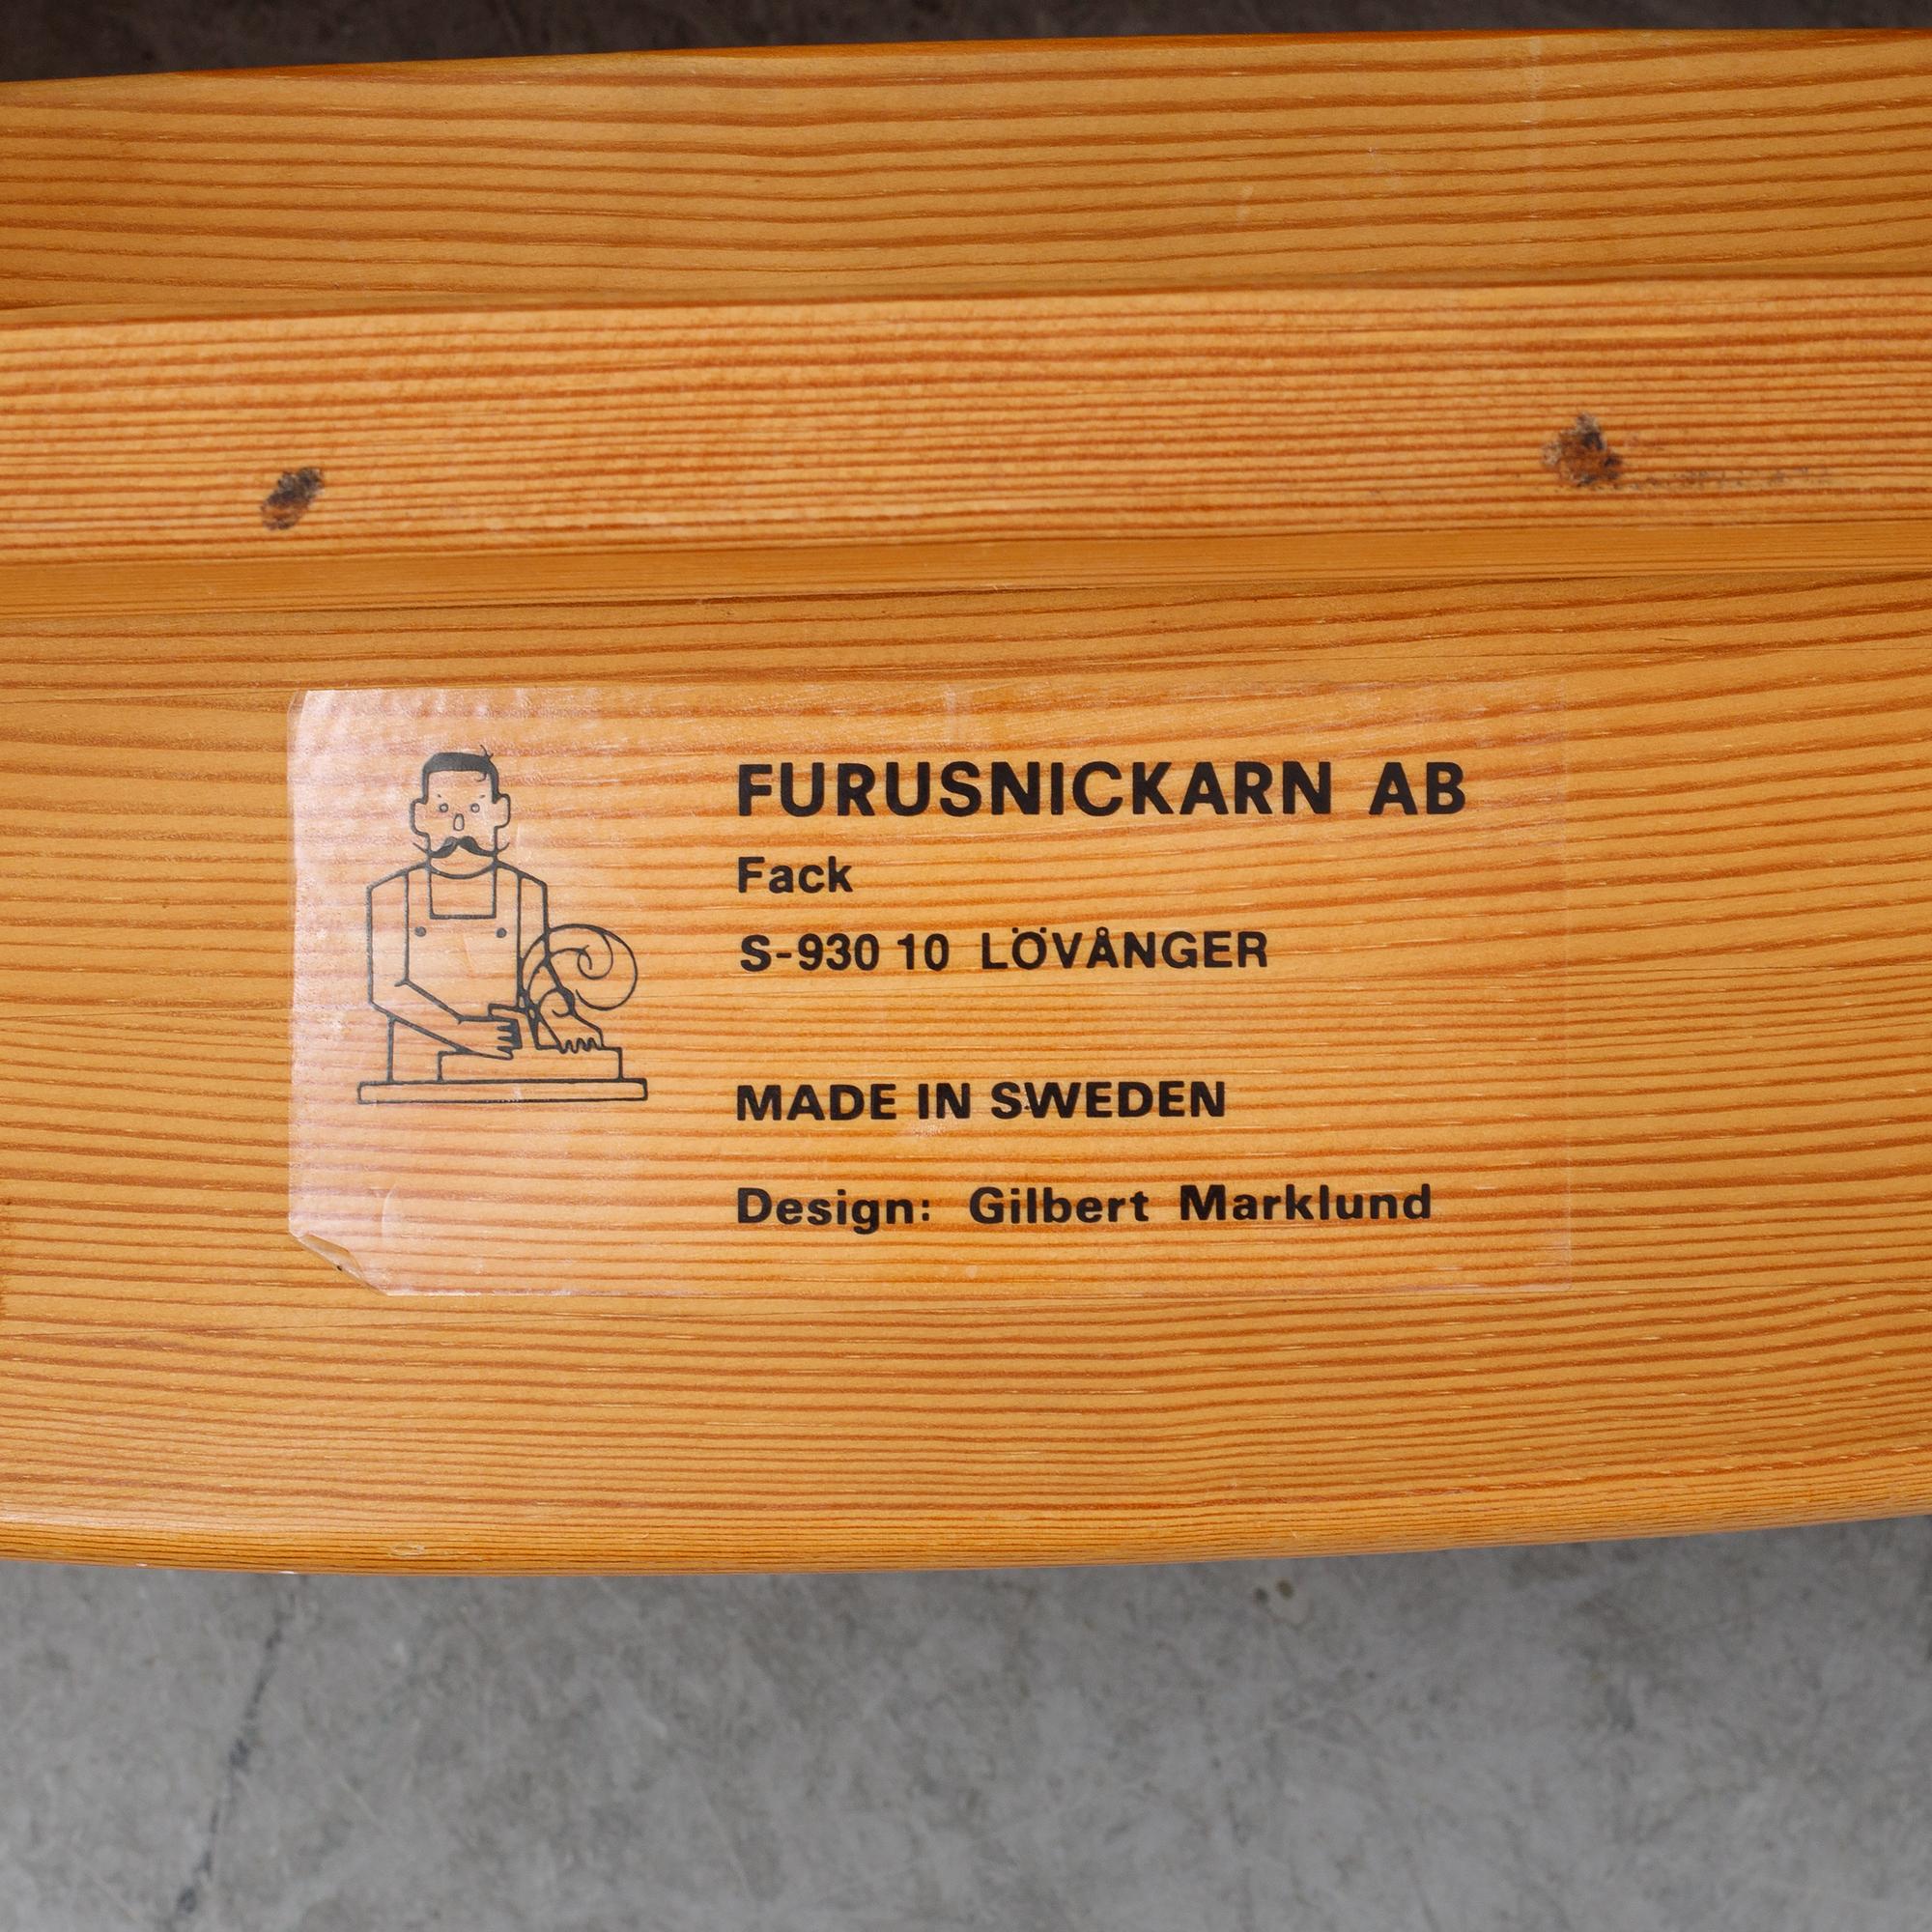 FURUSNICKARN AB
Fack
S-930 10 LÖVÅNGER
MADE IN SWEDEN
Design: Gilbert Marklund